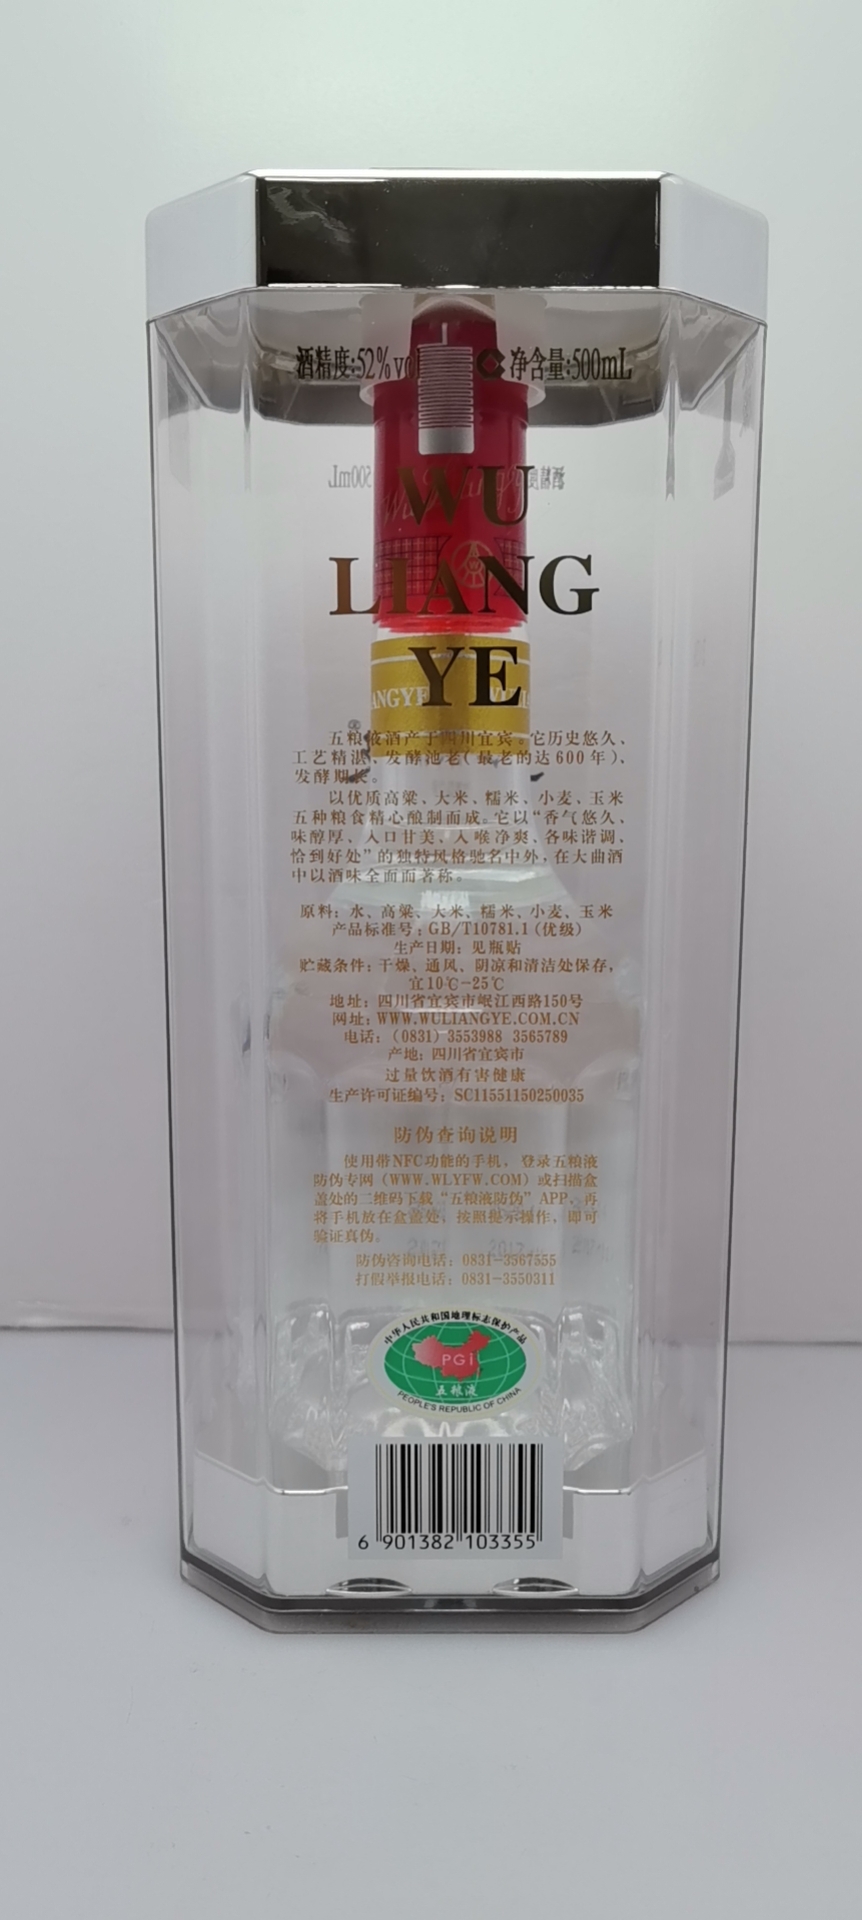 酒精度:52%vol 净含量:500mL
WU
LIANG
YE
五粮液酒产于四川宜宾。它历史悠久、
工艺精湛、发酵池老(最老的达600年)、
发酵期长。
以优质高粱、大米、糯米、小麦、玉米
五种粮食精心酿制而成。它以“香气悠久、
味醇厚、入口甘美、入喉净爽、各味谐调、
恰到好处”的独特风格驰名中外,在大曲酒
中以酒味全面而著称。
原料: 水、高粱、大米、糯米、小麦、玉米
产品标准号: GB/T10781.1 (优级)
生产日期: 见瓶贴
贮藏条件: 干燥、通风、阴凉和清洁处保存,
宜10℃-25℃
地址: 四川省宜宾市岷江西路150号
网址: WWW.WULIANGYE.COM.CN
电话: (0831) 3553988 3565789
产地: 四川省宜宾市
过量饮酒有害健康
生产许可证编号: SC11551150250035
防伪查询说明
使用带NFC功能的手机, 登录五粮液
防伪专网 (WWW.WLYFW.COM) 或扫描盒
盖处的二维码下载“五粮液防伪”APP, 再
将手机放在盒盖处, 按照提示操作, 即可
验证真伪。
防伪咨询电话: 0831-3567555
打假举报电话: 0831-3550311
中华人民共和国地理标志保护产品
PGI
五粮液
PEOPLE'S REPUBLIC OF CHINA
6 901382 103355